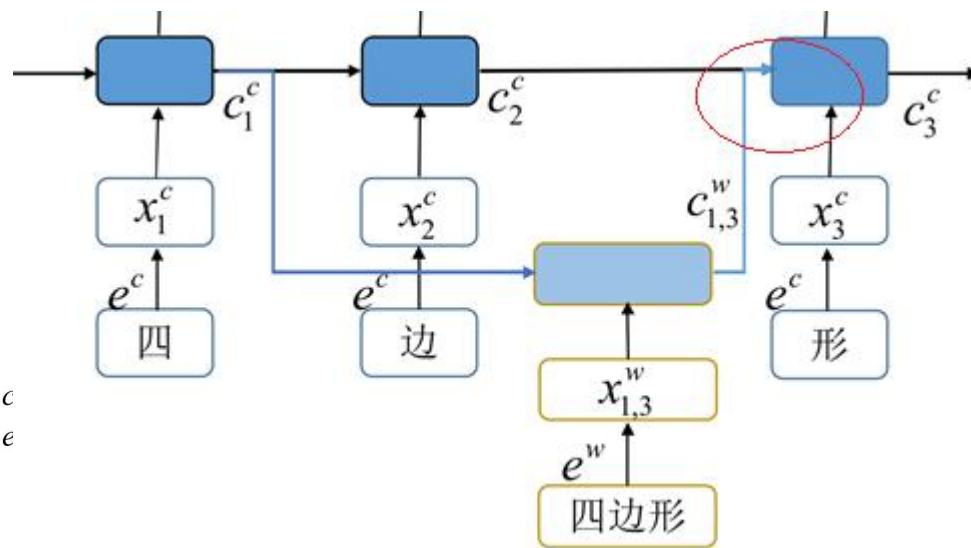 c_1^c c_2^c c_3^c
x_1^c x_2^c c_{1,3}^w x_3^c
e^c e^c e^c
四 边 形
c
x_{1,3}^w
e
e^w
四边形